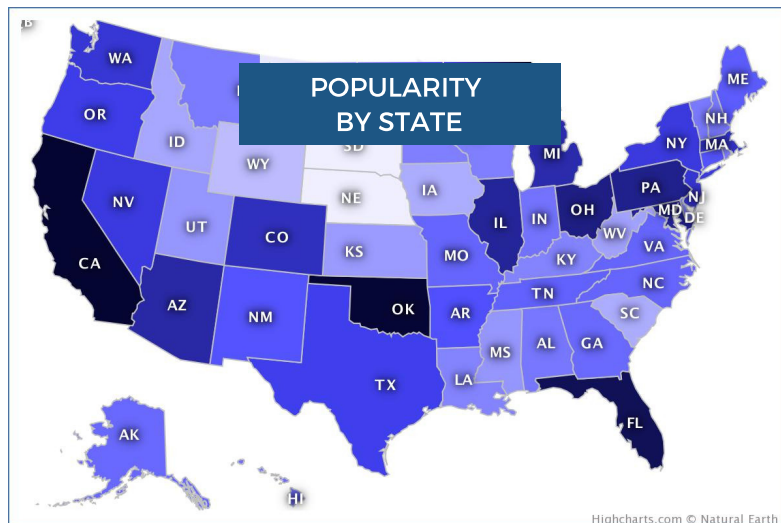 POPULARITY
BY STATE
WA
ME
OR
ID
SD
MI
NY
NH
MA
WY
NE
IA
PA
NJ
NV
UT
CO
IL
IN
OH
MD
DE
CA
KS
MO
WV
VA
KY
AZ
NM
OK
AR
TN
NC
SC
TX
LA
MS
AL
GA
AK
FL
HI
Highcharts.com © Natural Earth